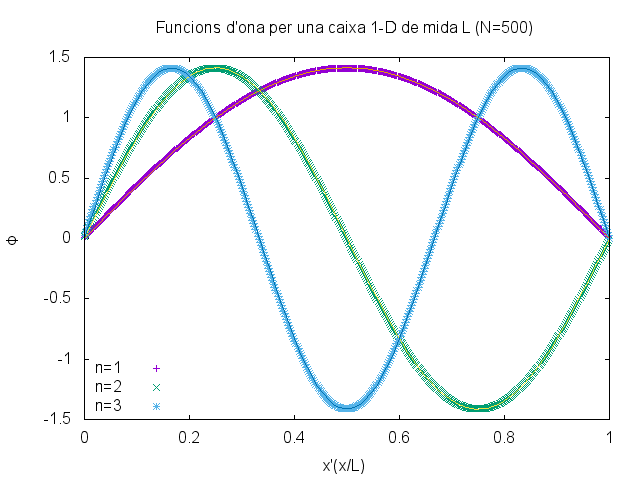 Funcions d'ona per una caixa 1-D de mida L (N=500)
1.5
1
0.5
0
-0.5
-1
-1.5
Φ
n=1
n=2
n=3
0 0.2 0.4 0.6 0.8 1
x'(x/L)